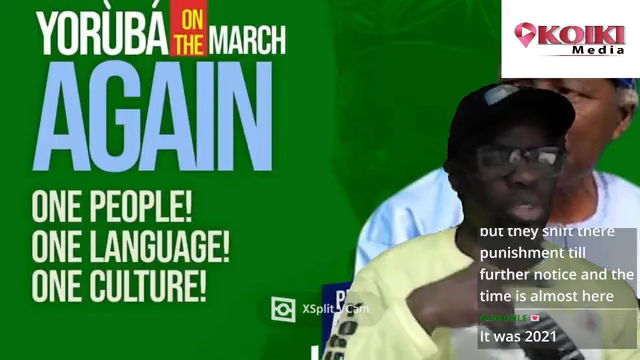 YORÙBÁ ON THE MARCH
AGAIN
ONE PEOPLE!
ONE LANGUAGE!
ONE CULTURE!
KOIKI
Media
XSplit VCam
but they shift there
punishment till
further notice and the
time is almost here
It was 2021